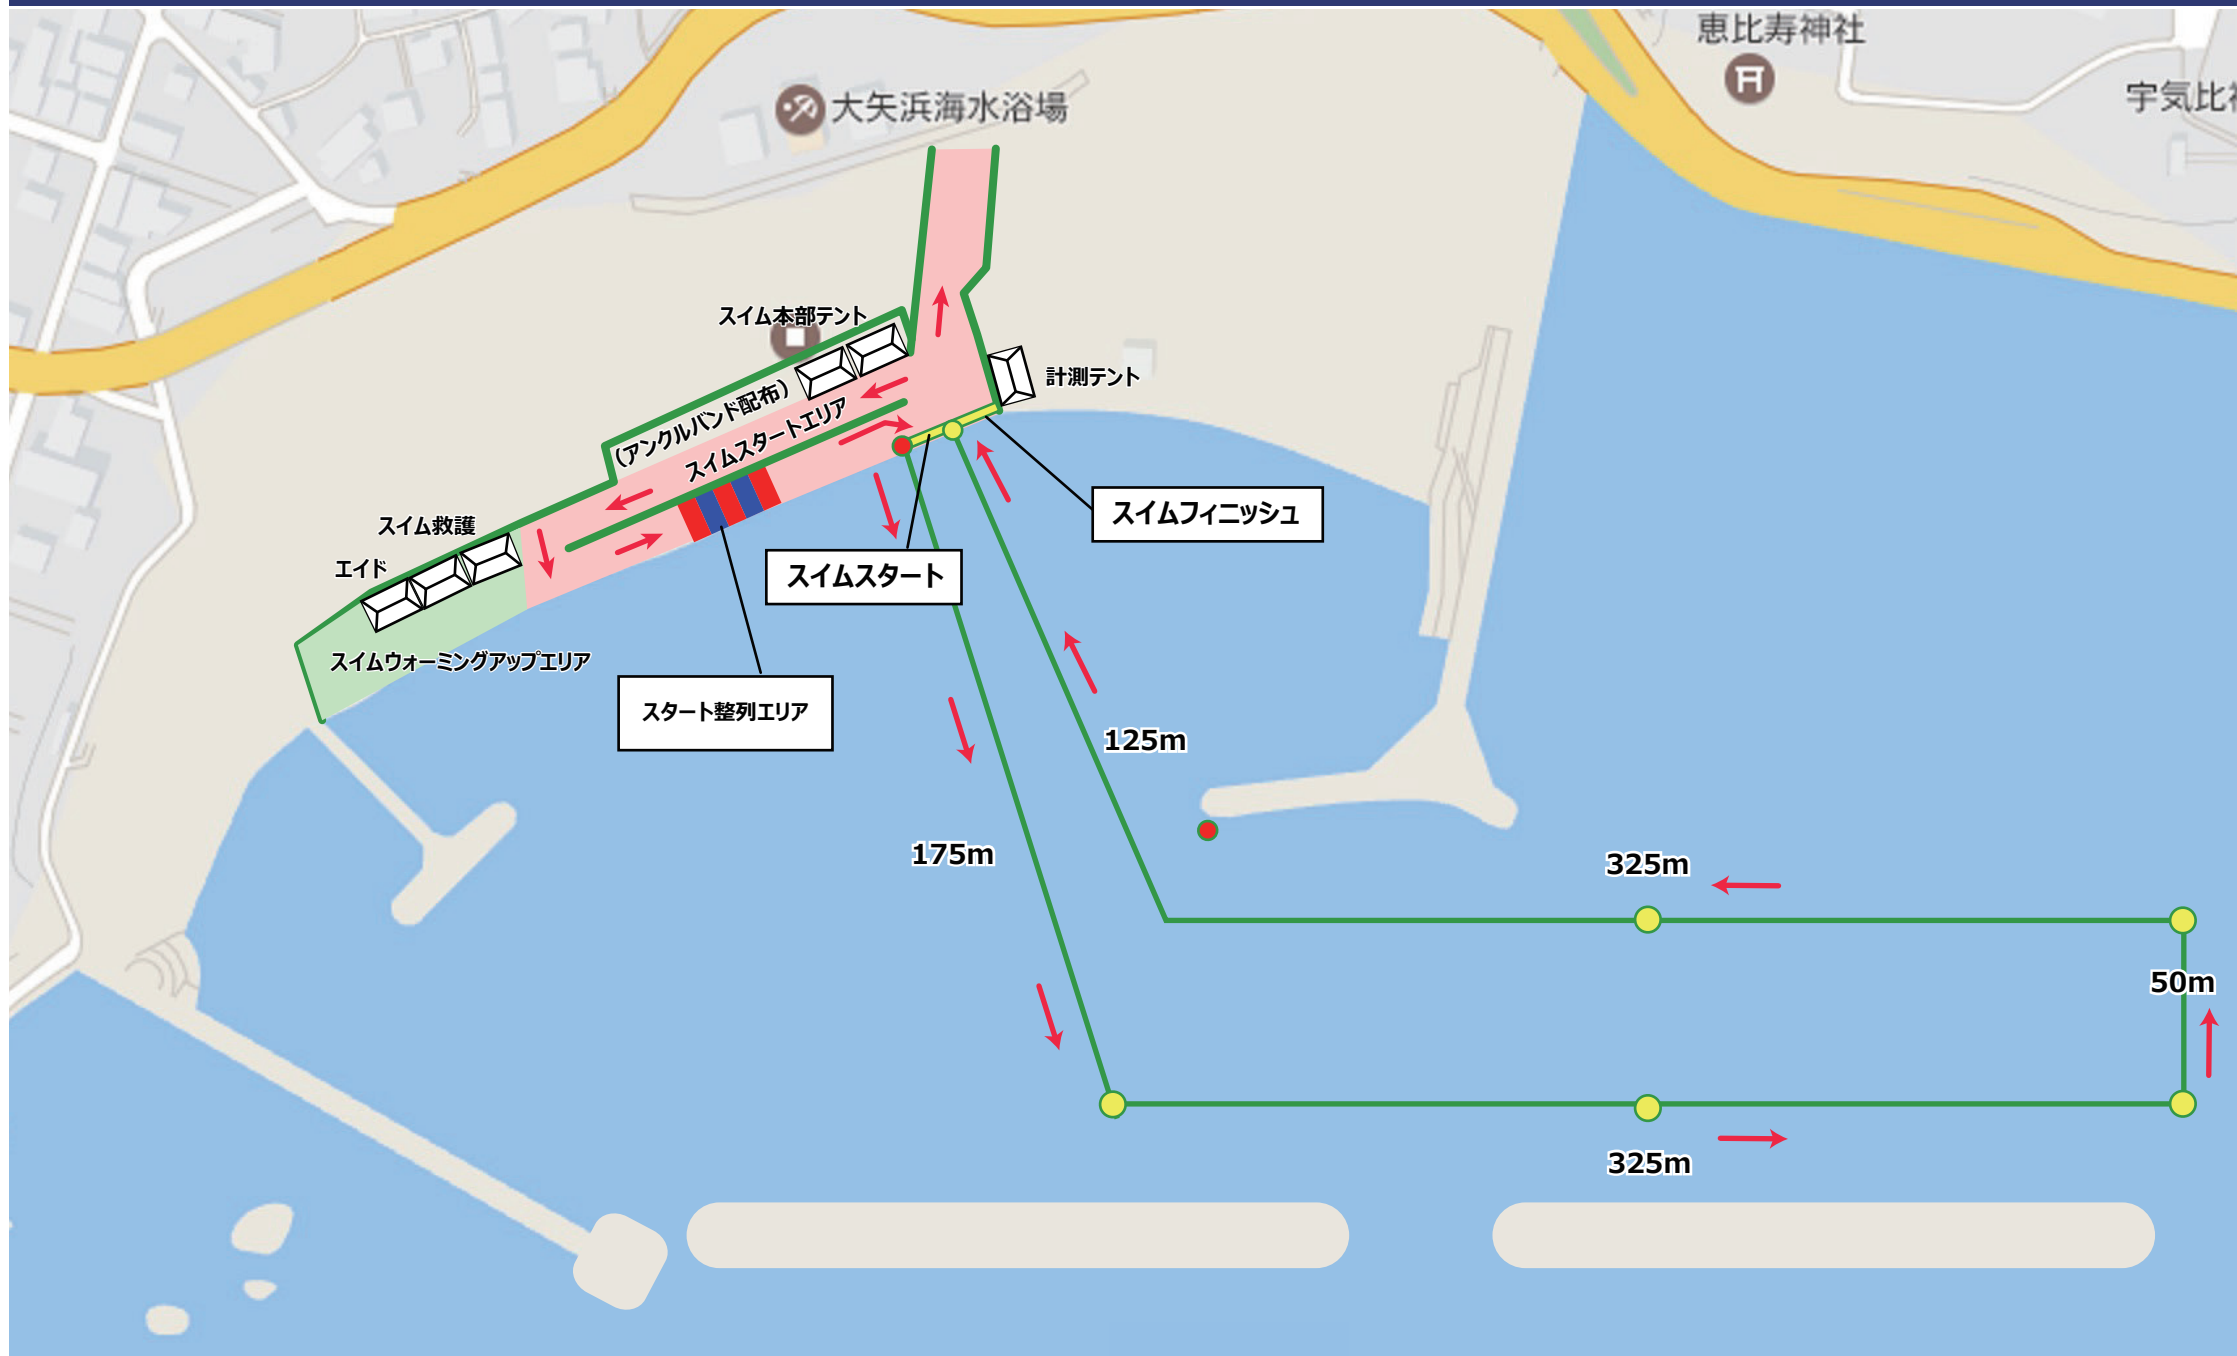 恵比寿神社
宇気比神
大矢浜海水浴場
スイム本部テント
計測テント
(アンクルバンド配布)
スイムスタートエリア
スイムフィニッシュ
スイム救護
エイド
スイムスタート
スイムウォーミングアップエリア
スタート整列エリア
125m
175m
325m
50m
325m